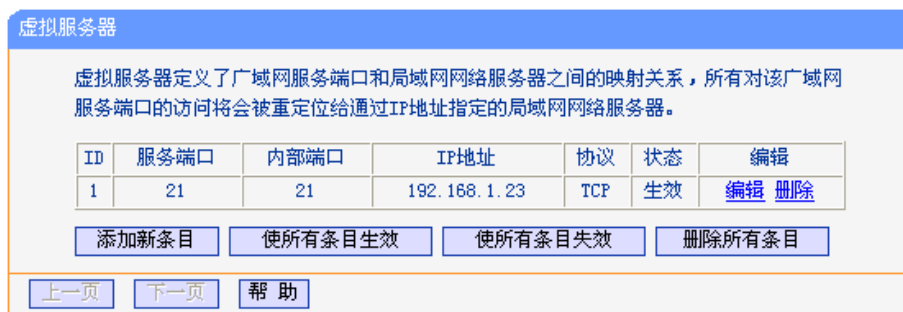 虚拟服务器
虚拟服务器定义了广域网服务端口和局域网网络服务器之间的映射关系，所有对该广域网
服务端口的访问将会被重定位给通过IP地址指定的局域网网络服务器。
ID 服务端口 内部端口 IP地址 协议 状态 编辑
1 21 21 192.168.1.23 TCP 生效 编辑 删除
添加新条目 使所有条目生效 使所有条目失效 删除所有条目
上一页 下一页 帮 助